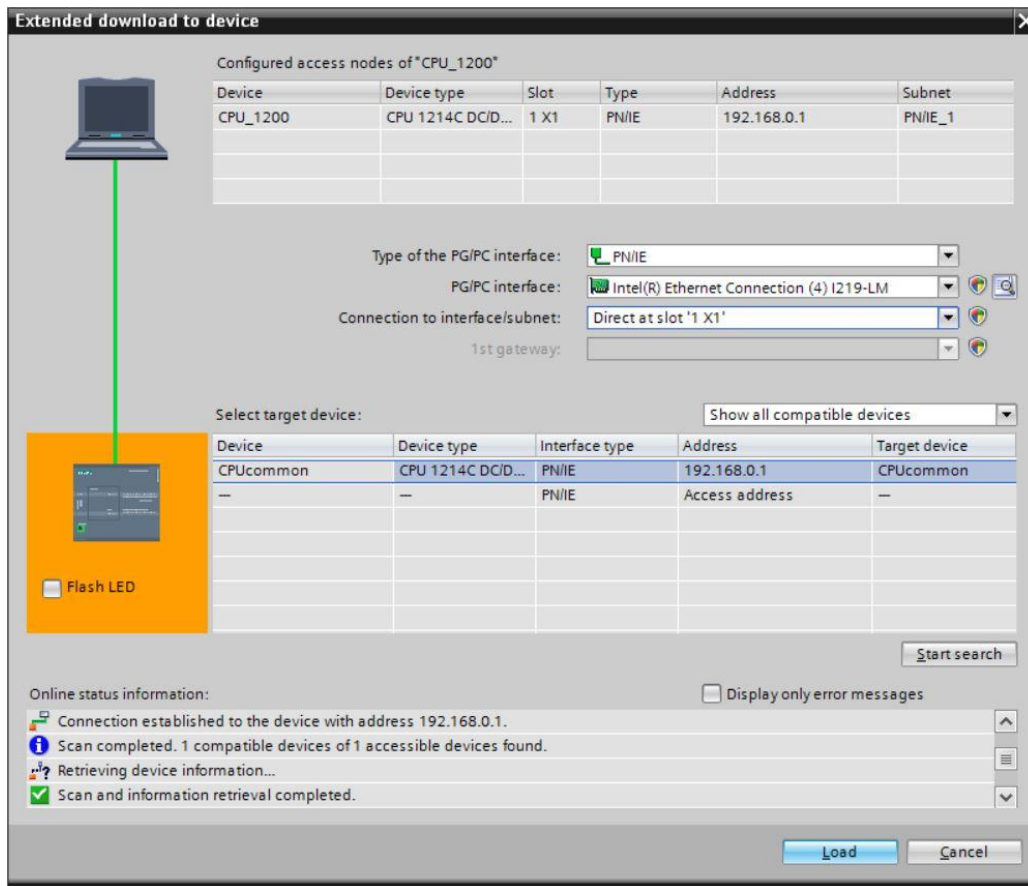 Extended download to device
Configured access nodes of "CPU_1200"
Device Device type Slot Type Address Subnet
CPU_1200 CPU 1214C DC/D... 1 X1 PN/IE 192.168.0.1 PN/IE_1
Type of the PG/PC interface: PN/IE
PG/PC interface: Intel(R) Ethernet Connection (4) I219-LM
Connection to interface/subnet: Direct at slot '1 X1'
1st gateway:
Select target device: Show all compatible devices
Device Device type Interface type Address Target device
CPUcommon CPU 1214C DC/D... PN/IE 192.168.0.1 CPUcommon
— — PN/IE Access address —
Flash LED
Start search
Online status information: Display only error messages
Connection established to the device with address 192.168.0.1.
Scan completed. 1 compatible devices of 1 accessible devices found.
Retrieving device information...
Scan and information retrieval completed.
Load Cancel